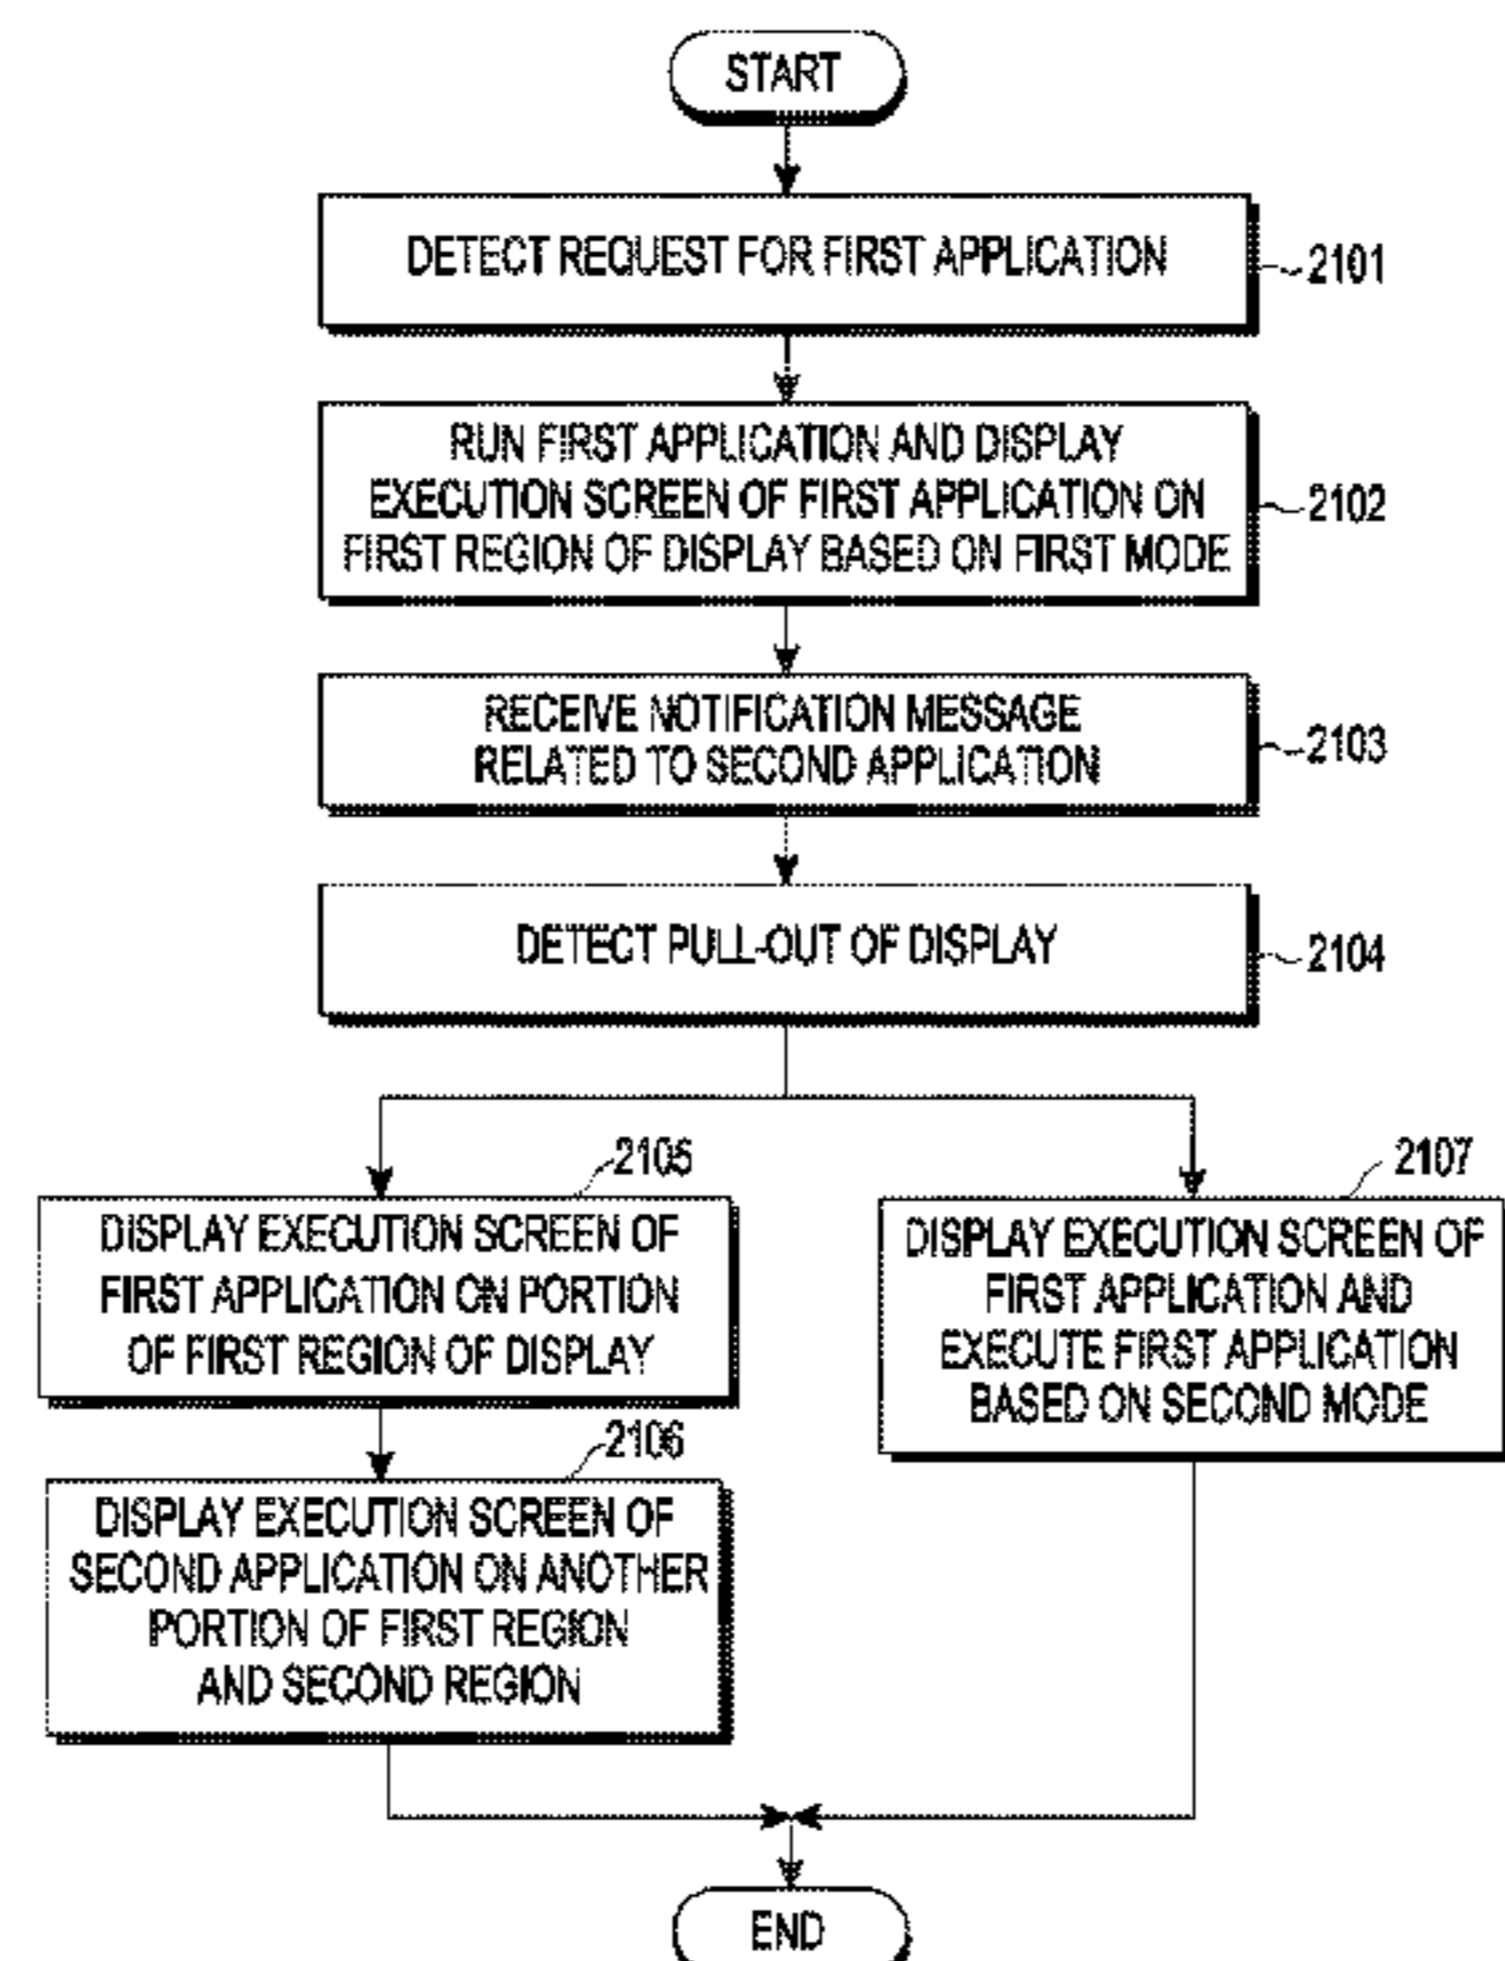 START
DETECT REQUEST FOR FIRST APPLICATION
2101
RUN FIRST APPLICATION AND DISPLAY
EXECUTION SCREEN OF FIRST APPLICATION ON
FIRST REGION OF DISPLAY BASED ON FIRST MODE
2102
RECEIVE NOTIFICATION MESSAGE
RELATED TO SECOND APPLICATION
2103
DETECT PULL-OUT OF DISPLAY
2104
2105
DISPLAY EXECUTION SCREEN OF
FIRST APPLICATION ON PORTION
OF FIRST REGION OF DISPLAY
2106
DISPLAY EXECUTION SCREEN OF
SECOND APPLICATION ON ANOTHER
PORTION OF FIRST REGION
AND SECOND REGION
2107
DISPLAY EXECUTION SCREEN OF
FIRST APPLICATION AND
EXECUTE FIRST APPLICATION
BASED ON SECOND MODE
END